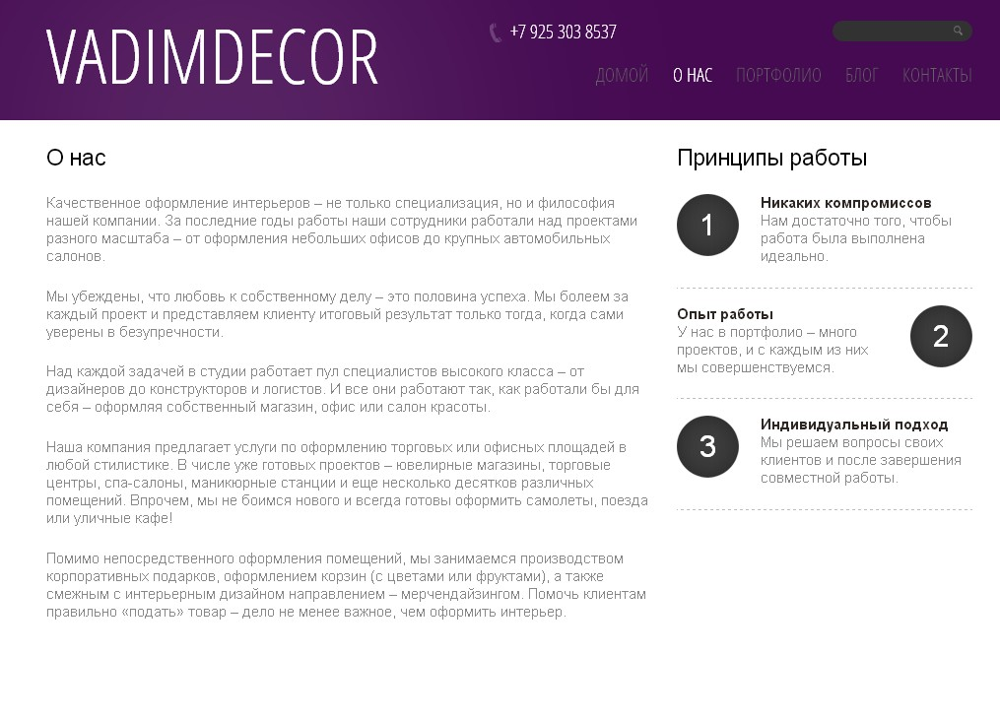 VADIMDECOR
+7 925 303 8537
ДОМОЙ О НАС ПОРТФОЛИО БЛОГ КОНТАКТЫ
О нас
Качественное оформление интерьеров – не только специализация, но и философия
нашей компании. За последние годы работы наши сотрудники работали над проектами
разного масштаба – от оформления небольших офисов до крупных автомобильных
салонов.
Мы убеждены, что любовь к собственному делу – это половина успеха. Мы болеем за
каждый проект и представляем клиенту итоговый результат только тогда, когда сами
уверены в безупречности.
Над каждой задачей в студии работает пул специалистов высокого класса – от
дизайнеров до конструкторов и логистов. И все они работают так, как работали бы для
себя – оформляя собственный магазин, офис или салон красоты.
Наша компания предлагает услуги по оформлению торговых или офисных площадей в
любой стилистике. В числе уже готовых проектов – ювелирные магазины, торговые
центры, спа-салоны, маникюрные станции и еще несколько десятков различных
помещений. Впрочем, мы не боимся нового и всегда готовы оформить самолеты, поезда
или уличные кафе!
Помимо непосредственного оформления помещений, мы занимаемся производством
корпоративных подарков, оформлением корзин (с цветами или фруктами), а также
смежным с интерьерным дизайном направлением – мерчендайзингом. Помочь клиентам
правильно «подать» товар – дело не менее важное, чем оформить интерьер.
Принципы работы
1
Никаких компромиссов
Нам достаточно того, чтобы
работа была выполнена
идеально.
Опыт работы
У нас в портфолио – много
проектов, и с каждым из них
мы совершенствуемся.
2
3
Индивидуальный подход
Мы решаем вопросы своих
клиентов и после завершения
совместной работы.